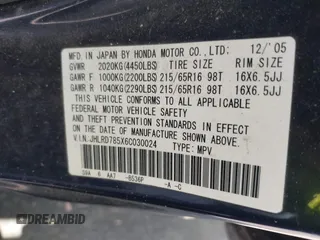 MFD. IN JAPAN BY HONDA MOTOR CO.,LTD. 12/'05
GVWR 2020KG(4450LBS) TIRE SIZE RIM SIZE
GAWR F 1000KG(2200LBS) 215/65R16 98T 16X6.5JJ
GAWR R 1040KG(2290LBS) 215/65R16 98T 16X6.5JJ
THIS VEHICLE CONFORMS TO ALL APPLICABLE
FEDERAL MOTOR VEHICLE SAFETY AND BUMPER
STANDARDS IN EFFECT ON THE DATE OF
MANUFACTURE SHOWN ABOVE.
V.I.N. JHLRD785X6C030024 TYPE: MPV
AA7 -B536P -A -C
DREAMBID